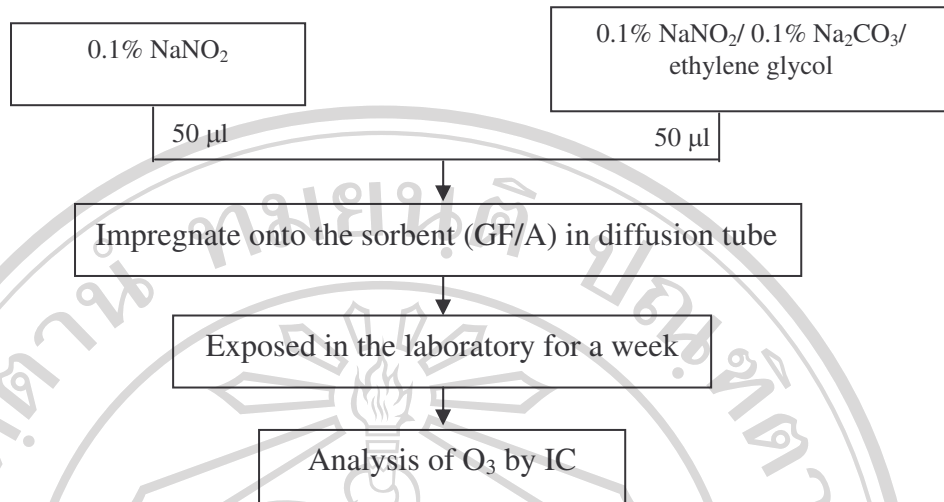 0.1% NaNO₂
0.1% NaNO₂/ 0.1% Na₂CO₃/
ethylene glycol
50 µl
50 µl
Impregnate onto the sorbent (GF/A) in diffusion tube
Exposed in the laboratory for a week
Analysis of O₃ by IC